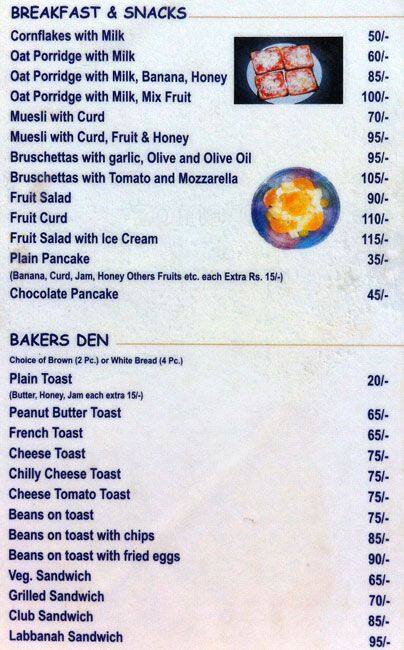 BREAKFAST & SNACKS
Cornflakes with Milk 50/-
Oat Porridge with Milk 60/-
Oat Porridge with Milk, Banana, Honey 85/-
Oat Porridge with Milk, Mix Fruit 100/-
Muesli with Curd 70/-
Muesli with Curd, Fruit & Honey 95/-
Bruschettas with garlic, Olive and Olive Oil 95/-
Bruschettas with Tomato and Mozzarella 105/-
Fruit Salad 90/-
Fruit Curd 110/-
Fruit Salad with Ice Cream 115/-
Plain Pancake 35/-
(Banana, Curd, Jam, Honey Others Fruits etc. each Extra Rs. 15/-)
Chocolate Pancake 45/-
BAKERS DEN
Choice of Brown (2 Pc.) or White Bread (4 Pc.)
Plain Toast 20/-
(Butter, Honey, Jam each extra 15/-)
Peanut Butter Toast 65/-
French Toast 65/-
Cheese Toast 75/-
Chilly Cheese Toast 75/-
Cheese Tomato Toast 75/-
Beans on toast 75/-
Beans on toast with chips 85/-
Beans on toast with fried eggs 90/-
Veg. Sandwich 65/-
Grilled Sandwich 70/-
Club Sandwich 85/-
Labbanah Sandwich 95/-